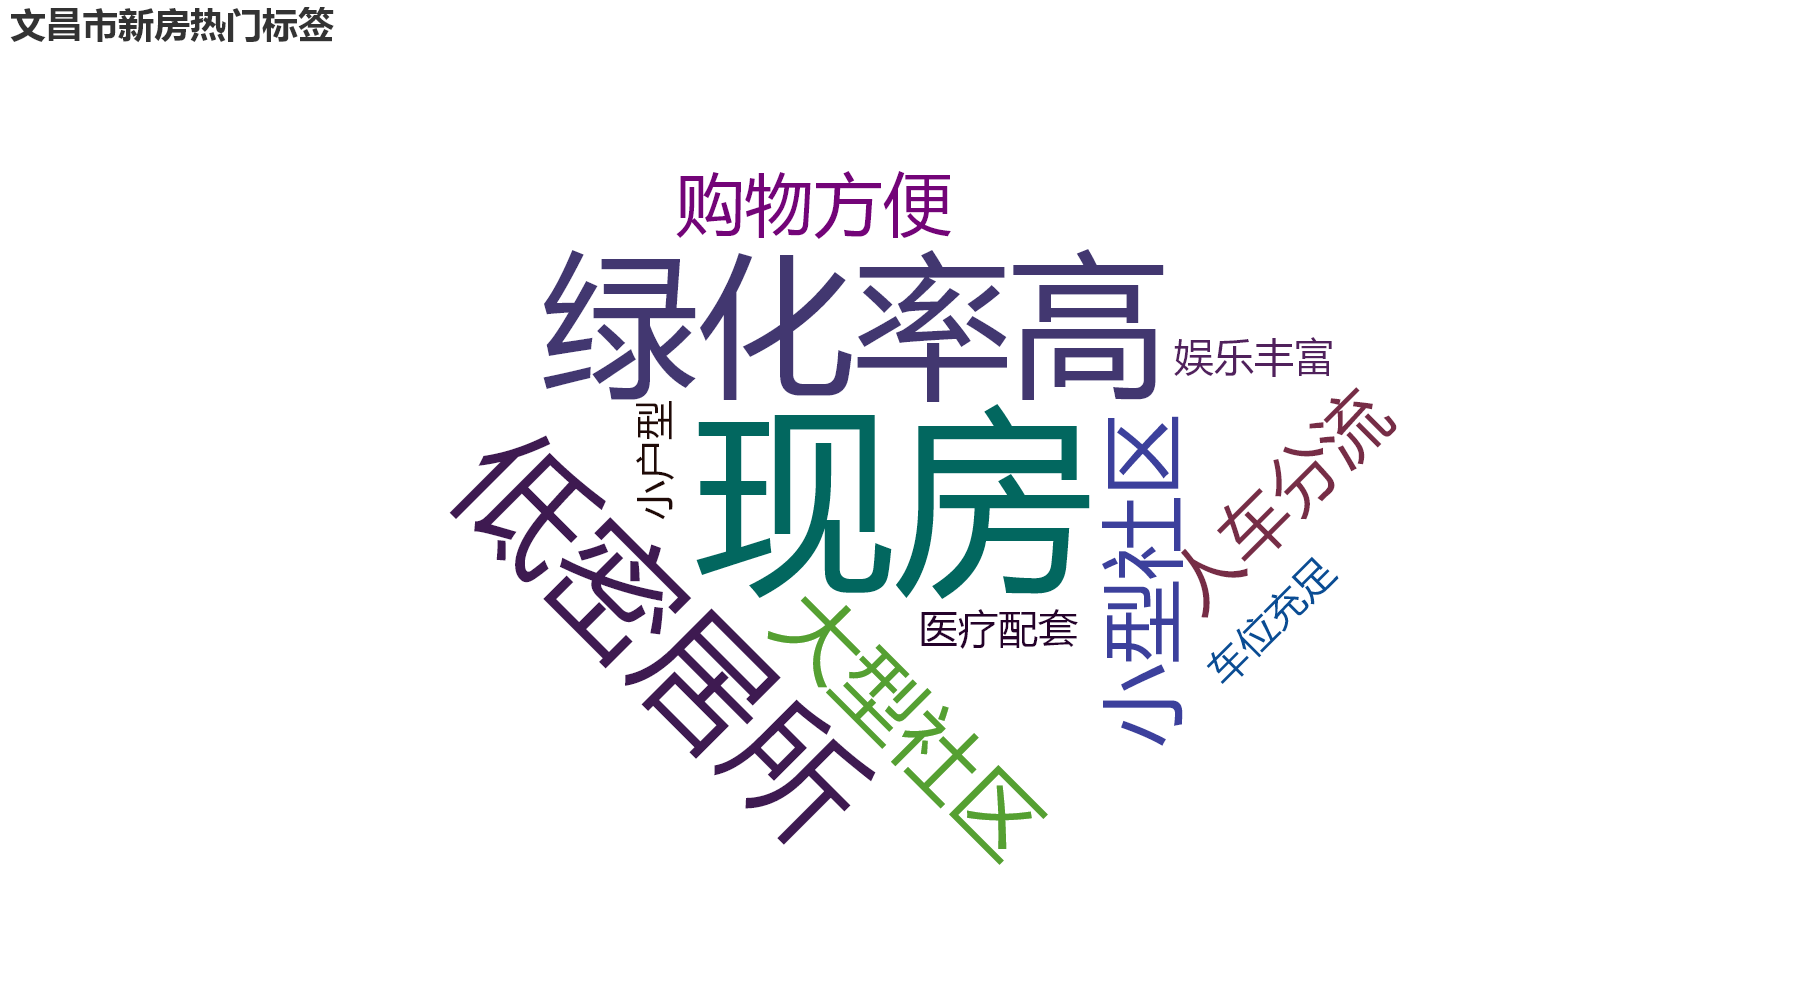 文昌市新房热门标签
购物方便
绿化率高
娱乐丰富
小户型
现房
人车分流
小型社区
低密居所
医疗配套
车位充足
大型社区